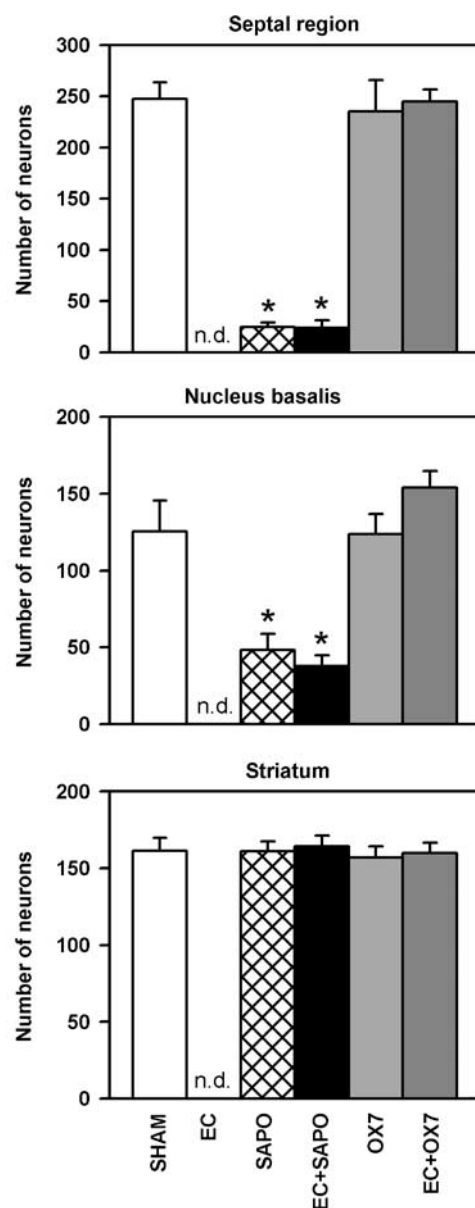 Septal region
Number of neurons
300
250
200
150
100
50
0
n.d.
*
*
Nucleus basalis
Number of neurons
200
150
100
50
0
n.d.
*
*
Striatum
Number of neurons
200
150
100
50
0
n.d.
SHAM
EC
SAPO
EC+SAPO
OX7
EC+OX7